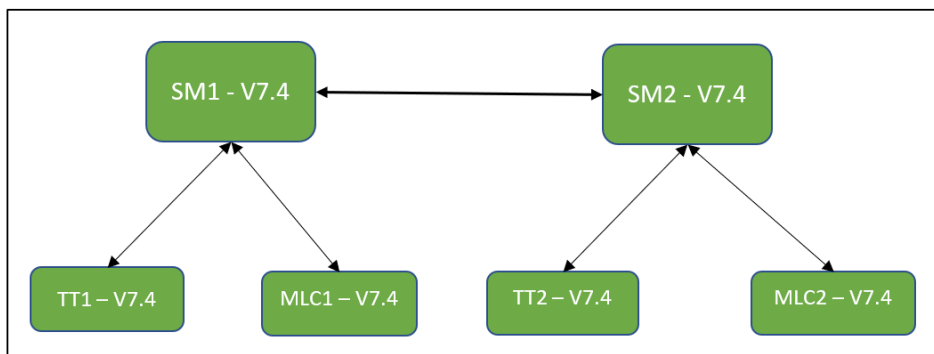 SM1 - V7.4
SM2 - V7.4
TT1 – V7.4
MLC1 – V7.4
TT2 – V7.4
MLC2 – V7.4